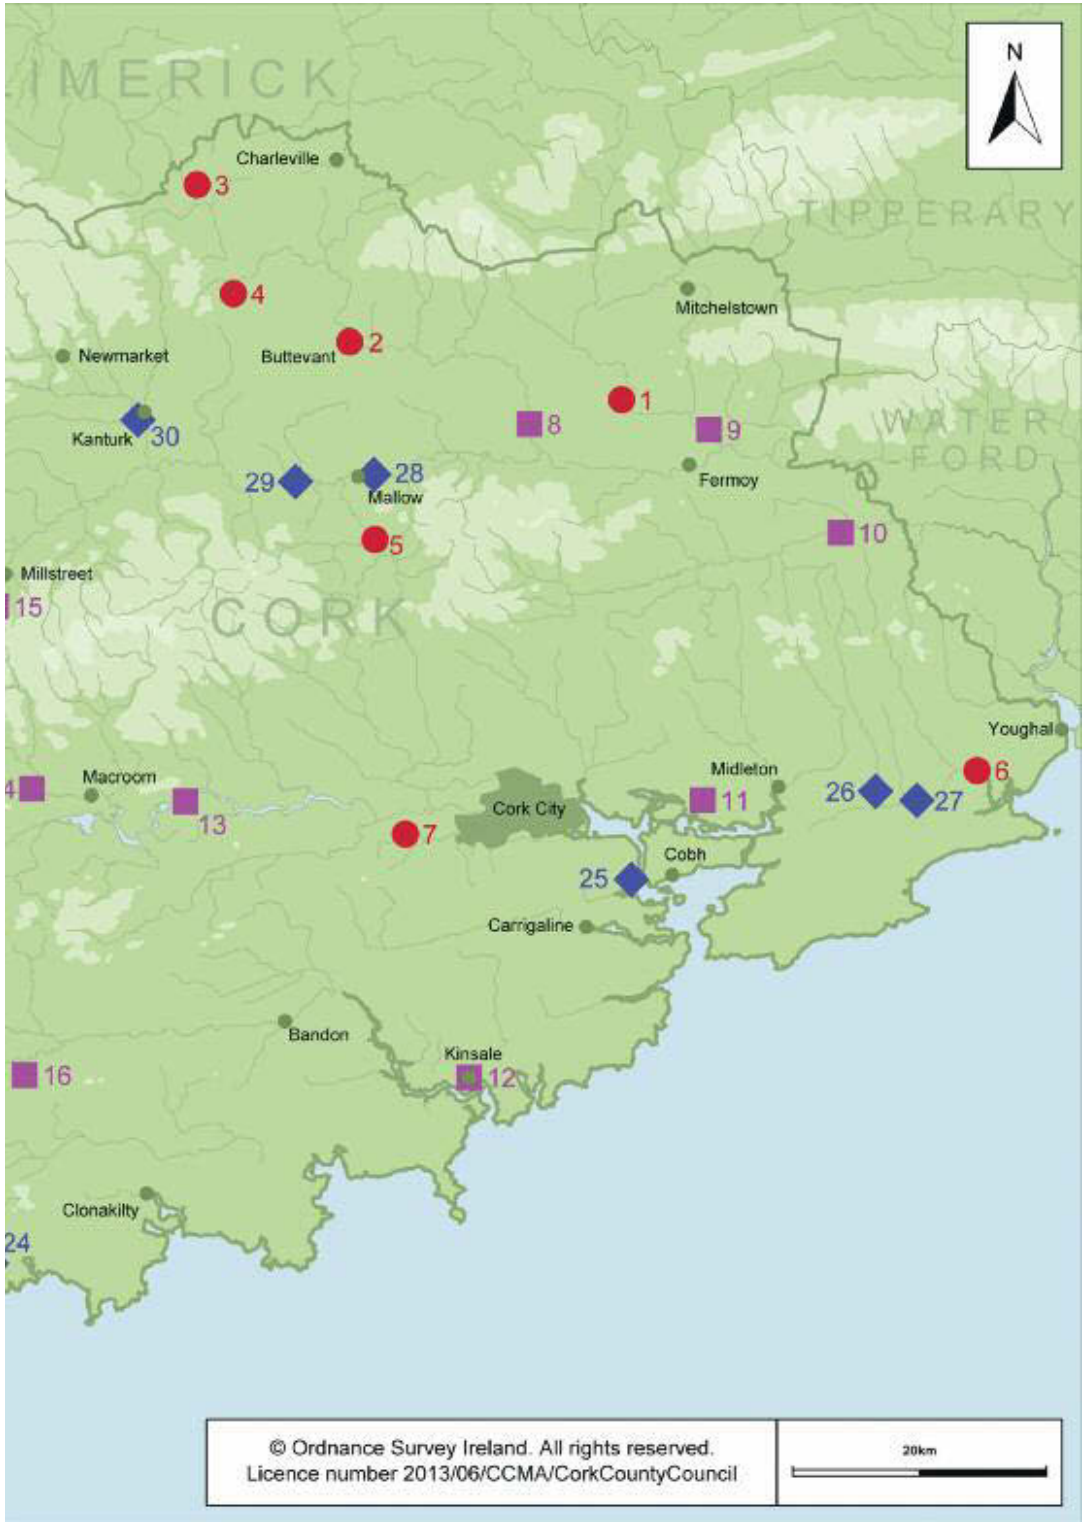 N
LIMERICK
Charleville
3
TIPPERARY
4
Mitchelstown
2
Buttevant
Newmarket
1
8
9
WATER
-FORD
Kanturk
30
29
28
Mallow
Fermoy
10
5
Millstreet
15
CORK
Youghal
Macroom
Midleton
6
4
13
Cork City
11
26
27
7
Cobh
25
Carrigaline
Bandon
Kinsale
16
12
Clonakilty
24
© Ordnance Survey Ireland. All rights reserved.
Licence number 2013/06/CCMA/CorkCountyCouncil
20km